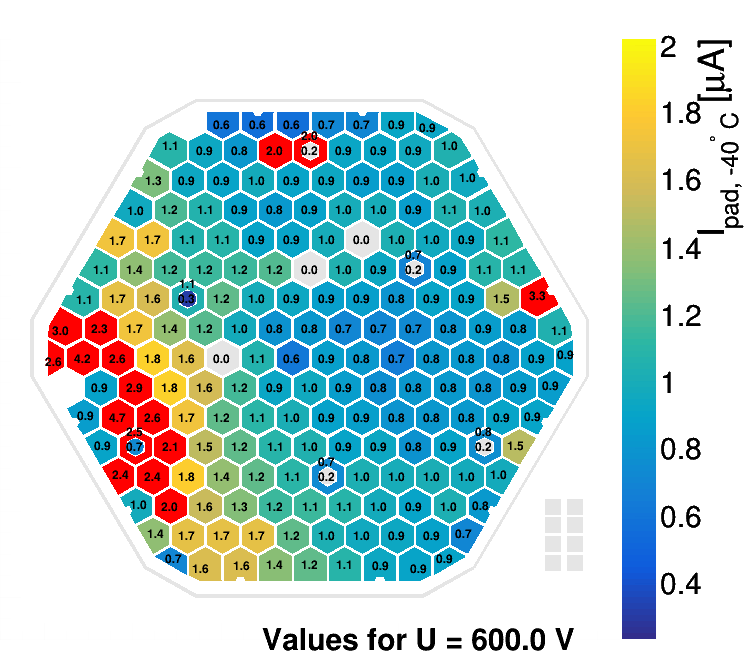 0.6 0.6 0.6 0.7 0.7 0.9 0.9
2.0
1.1 0.9 0.8 2.0 0.2 0.9 0.9 0.9 1.0
1.3 0.9 0.9 1.0 0.9 0.9 0.9 0.9 1.0 1.0
1.0 1.2 1.1 0.9 0.8 0.9 1.0 1.0 0.9 1.1 1.0
1.7 1.7 1.1 1.1 0.9 0.9 1.0 0.0 1.0 1.0 0.9 1.1
0.7
1.1 1.4 1.2 1.2 1.2 1.2 0.0 1.0 0.9 0.2 0.9 1.1 1.1
1.1
1.1 1.7 1.6 0.3 1.2 1.0 0.9 0.9 0.9 0.8 0.9 0.9 1.5 3.3
3.0 2.3 1.7 1.4 1.2 1.0 0.8 0.8 0.7 0.7 0.7 0.8 0.9 0.8 1.1
2.6 4.2 2.6 1.8 1.6 0.0 1.1 0.6 0.9 0.8 0.7 0.8 0.8 0.8 0.9 0.9
0.9 2.9 1.8 1.6 1.2 0.9 1.0 0.9 0.8 0.8 0.8 0.8 0.9 0.9
0.9 4.7 2.6 1.7 1.2 1.1 1.0 0.9 0.9 0.8 0.8 0.8 0.9 0.9
2.5 0.8
0.9 0.7 2.1 1.5 1.2 1.1 1.0 0.9 0.9 0.8 0.9 0.2 1.5
0.7
2.4 2.4 1.8 1.4 1.2 1.1 0.2 1.0 1.0 1.0 1.0 1.0
1.0 2.0 1.6 1.3 1.2 1.1 1.1 1.0 0.9 1.0 0.8
1.4 1.7 1.7 1.7 1.2 1.0 1.0 0.9 0.9 0.7
0.7 1.6 1.6 1.4 1.2 1.1 0.9 0.9 0.9
Values for U = 600.0 V
2
1.8
1.6
1.4
1.2
1
0.8
0.6
0.4
I pad, -40° C [µA]